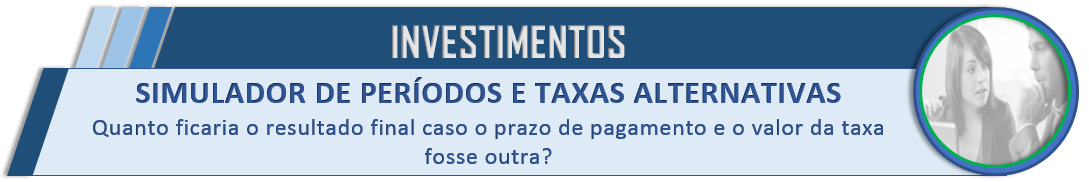 INVESTIMENTOS
SIMULADOR DE PERÍODOS E TAXAS ALTERNATIVAS
Quanto ficaria o resultado final caso o prazo de pagamento e o valor da taxa
fosse outra?